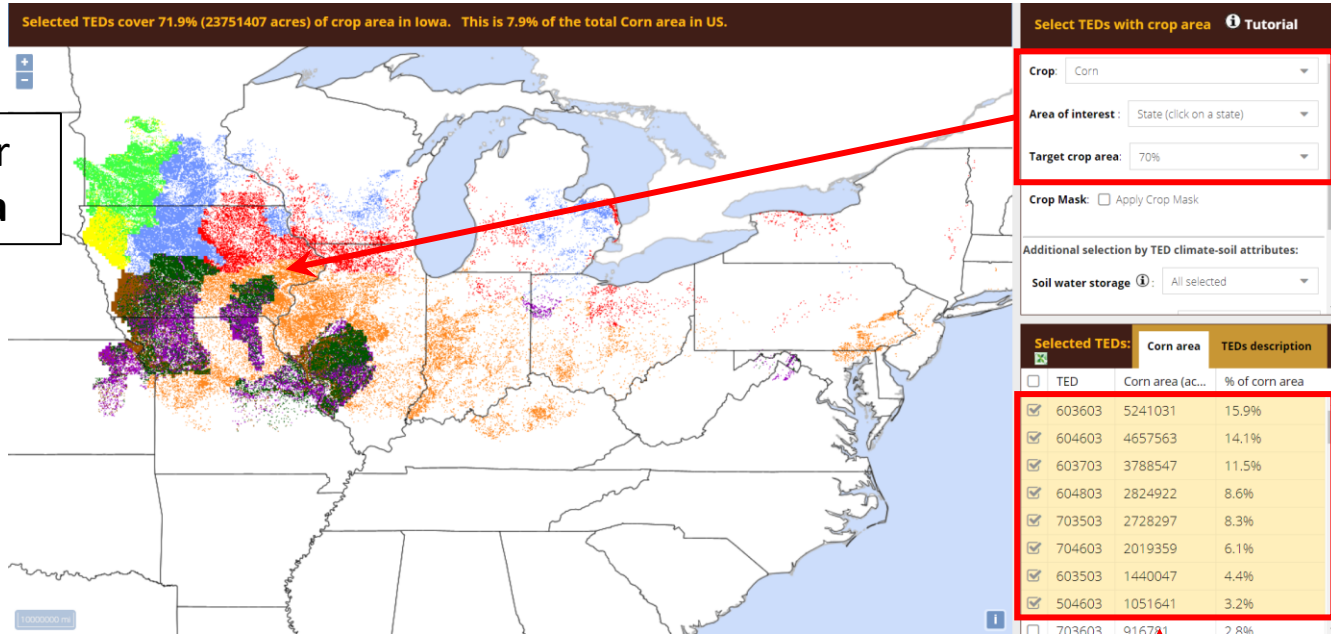 Selected TEDs cover 71.9% (23751407 acres) of crop area in Iowa. This is 7.9% of the total Corn area in US.
Select TEDs with crop area Tutorial
+
−
r
a
Crop: Corn
Area of interest : State (click on a state)
Target crop area: 70%
Crop Mask: Apply Crop Mask
Additional selection by TED climate-soil attributes:
Soil water storage : All selected
Selected TEDs: Corn area TEDs description
TED Corn area (ac... % of corn area
603603 5241031 15.9%
604603 4657563 14.1%
603703 3788547 11.5%
604803 2824922 8.6%
703503 2728297 8.3%
704603 2019359 6.1%
603503 1440047 4.4%
504603 1051641 3.2%
703603 916781 2.8%
10000000 mi
i